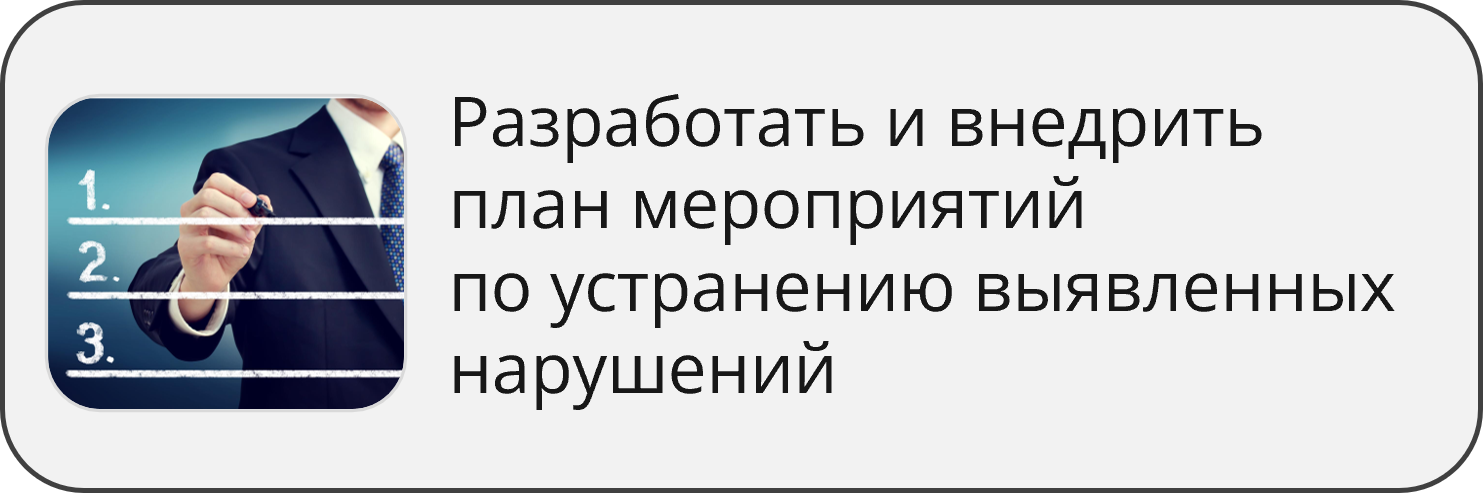 1.
2.
3.
Разработать и внедрить
план мероприятий
по устранению выявленных
нарушений